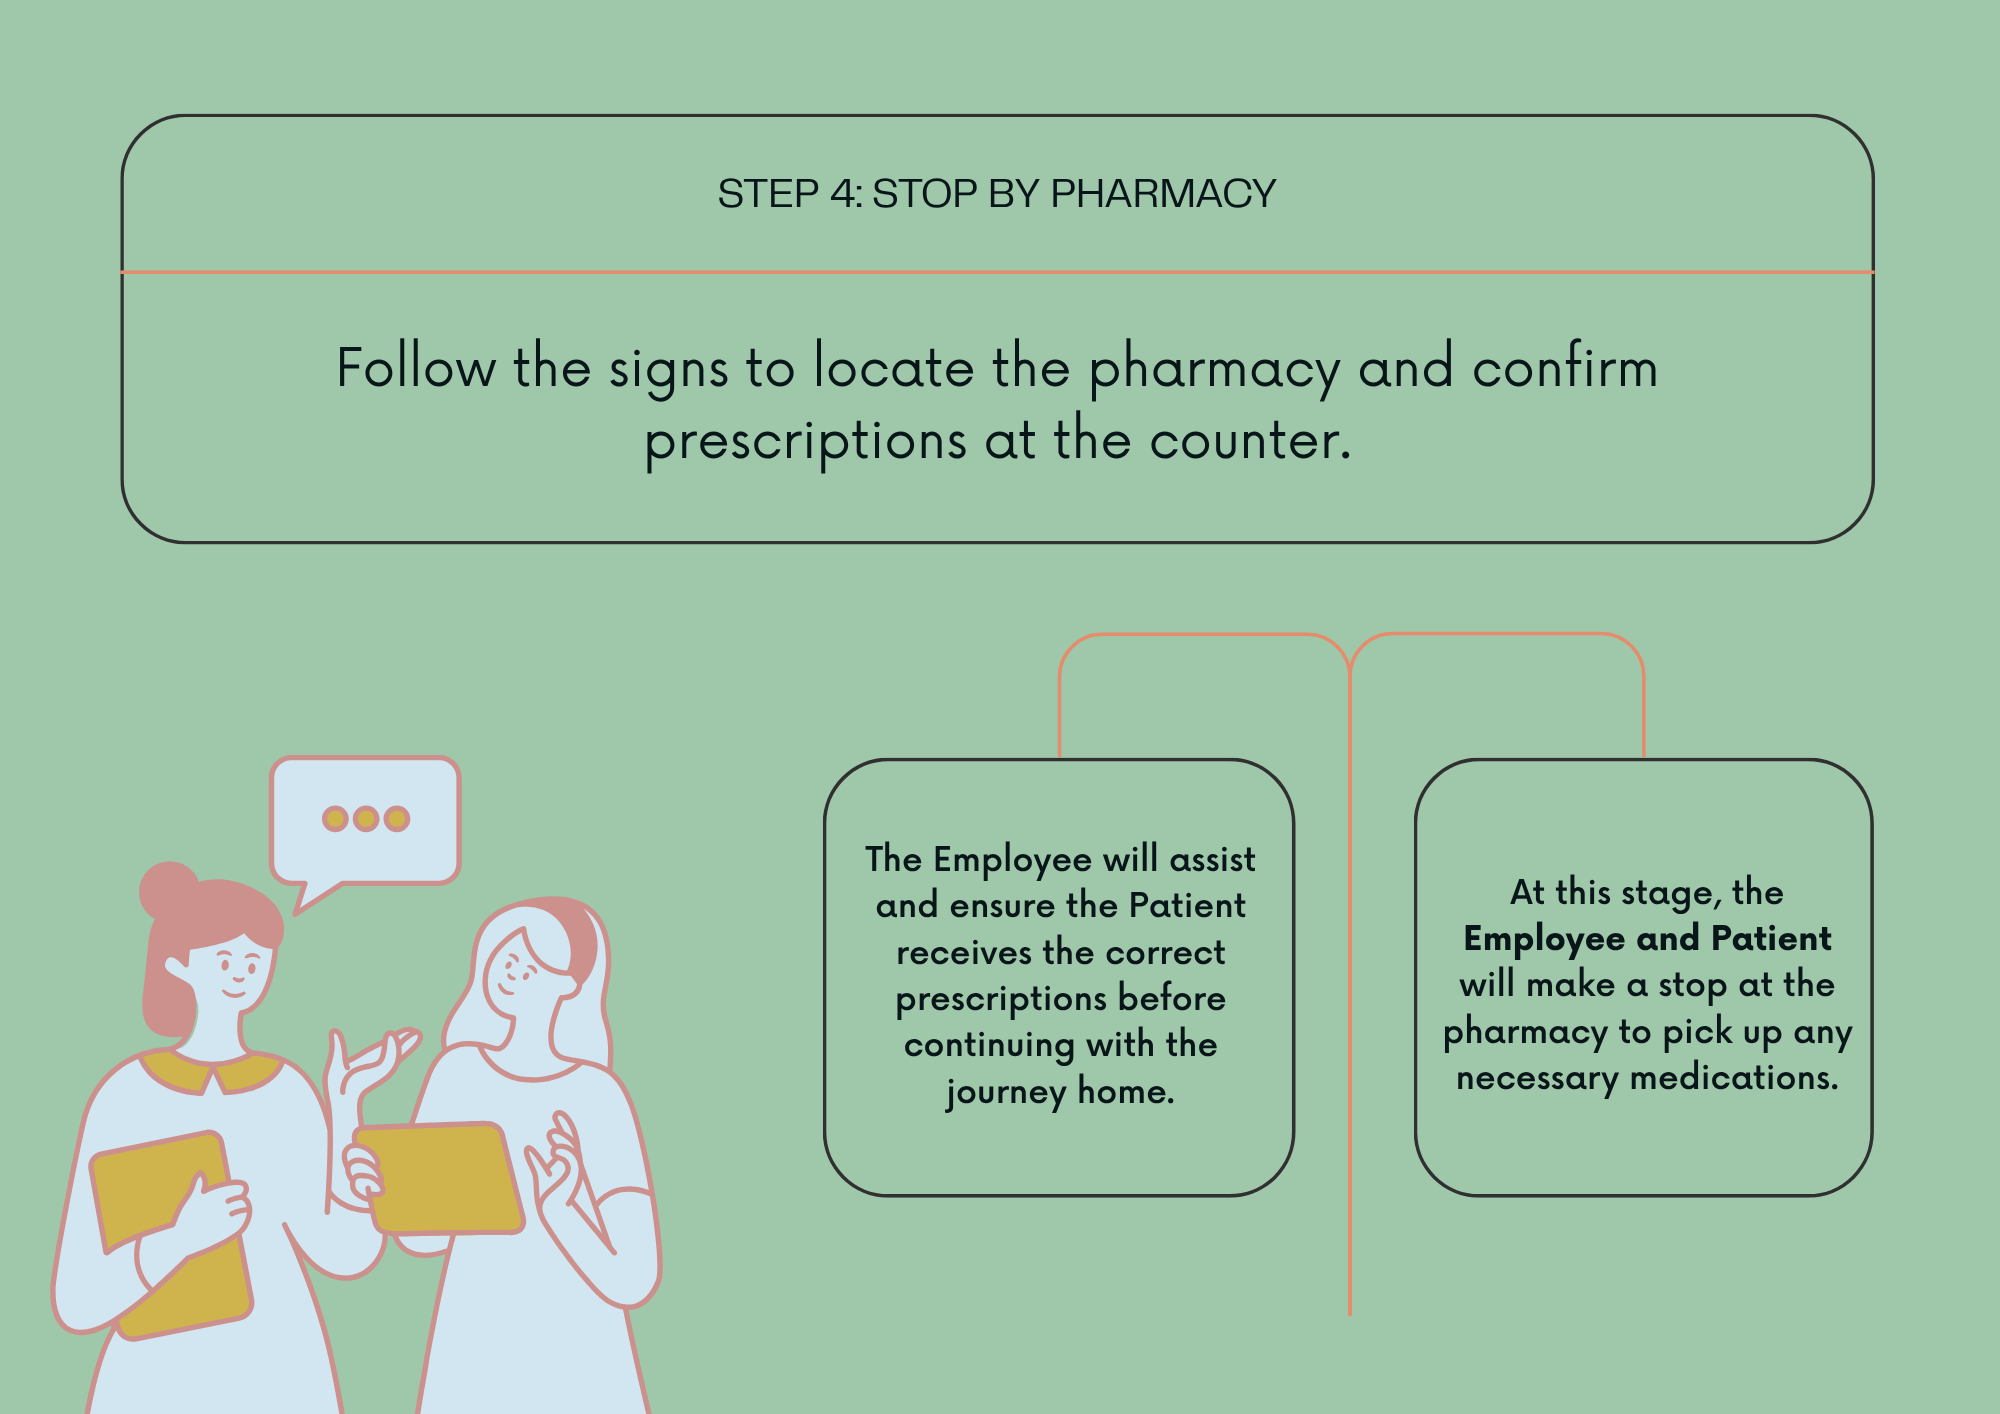 STEP 4: STOP BY PHARMACY
Follow the signs to locate the pharmacy and confirm
prescriptions at the counter.
The Employee will assist
and ensure the Patient
receives the correct
prescriptions before
continuing with the
journey home.
At this stage, the
Employee and Patient
will make a stop at the
pharmacy to pick up any
necessary medications.